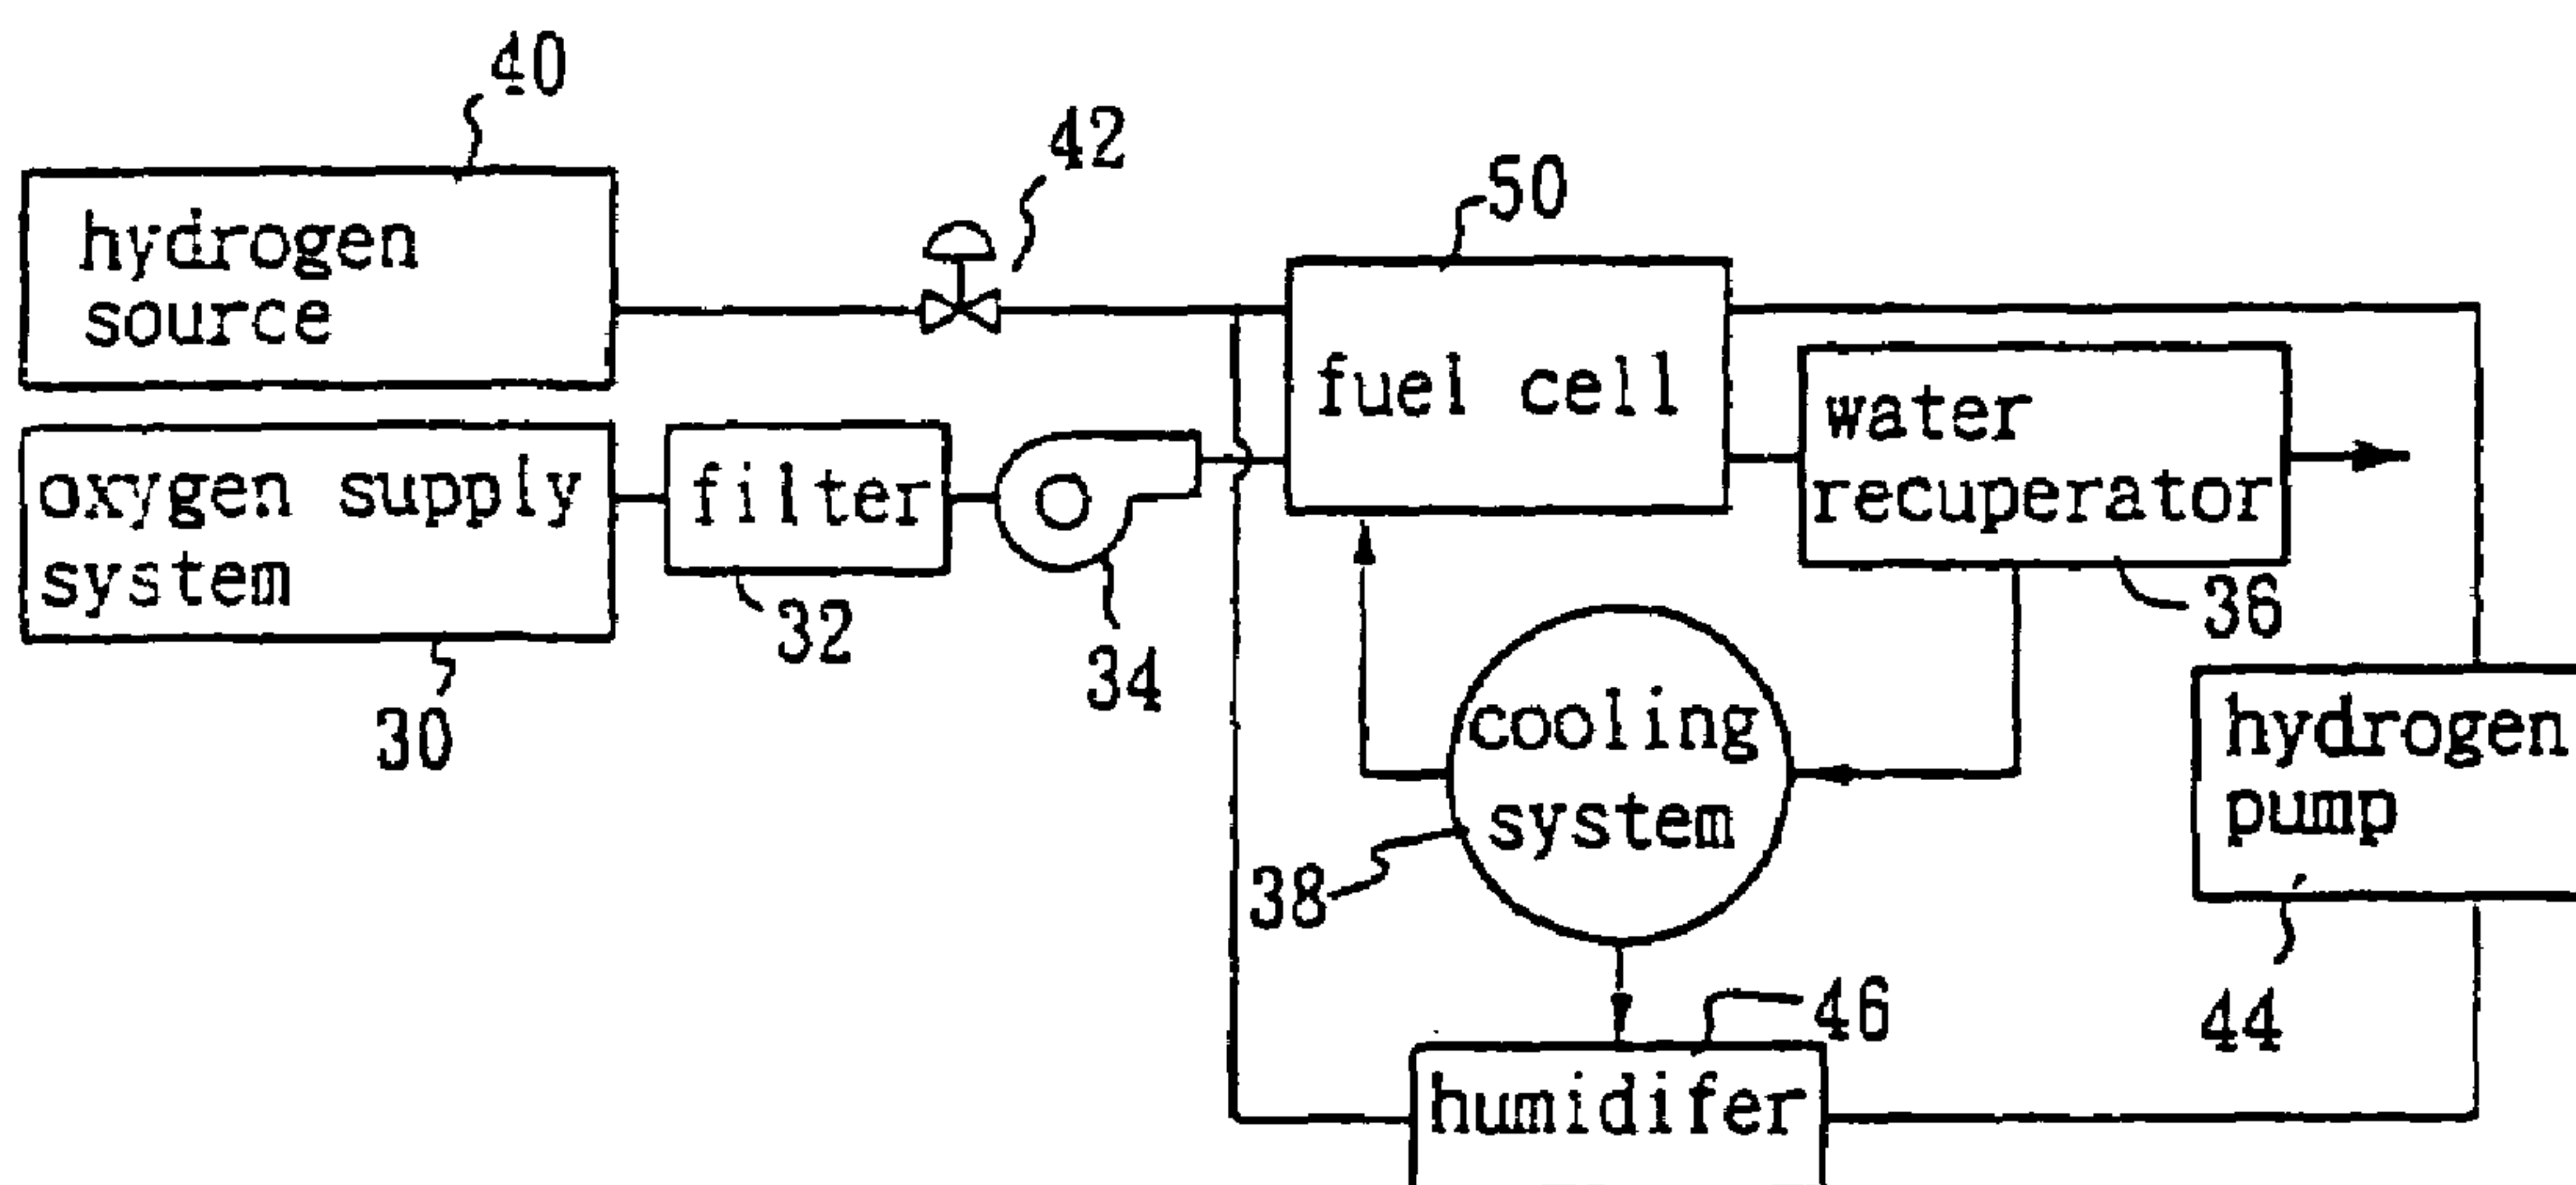 40
42
50
hydrogen
source
fuel cell
water
recuperator
oxygen supply
system
filter
32
34
36
30
cooling
system
38
hydrogen
pump
44
46
humidifer